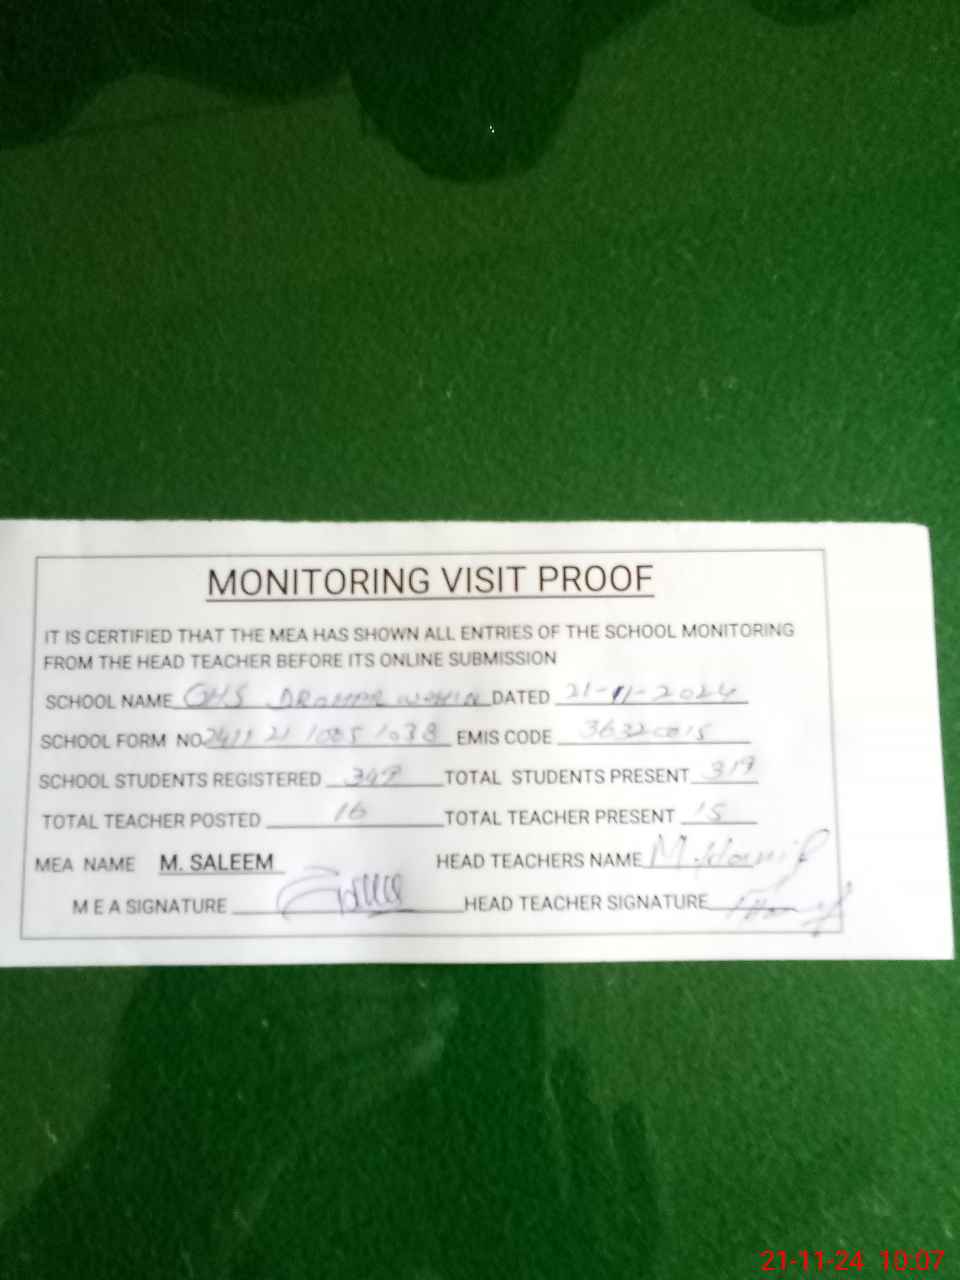 MONITORING VISIT PROOF
IT IS CERTIFIED THAT THE MEA HAS SHOWN ALL ENTRIES OF THE SCHOOL MONITORING
FROM THE HEAD TEACHER BEFORE ITS ONLINE SUBMISSION
SCHOOL NAME GHS DATED 21-11-2024
SCHOOL FORM NO. EMIS CODE
SCHOOL STUDENTS REGISTERED TOTAL STUDENTS PRESENT 319
TOTAL TEACHER POSTED 16 TOTAL TEACHER PRESENT 15
MEA NAME M. SALEEM HEAD TEACHERS NAME M. Hanif
M E A SIGNATURE HEAD TEACHER SIGNATURE
21-11-24 10:07